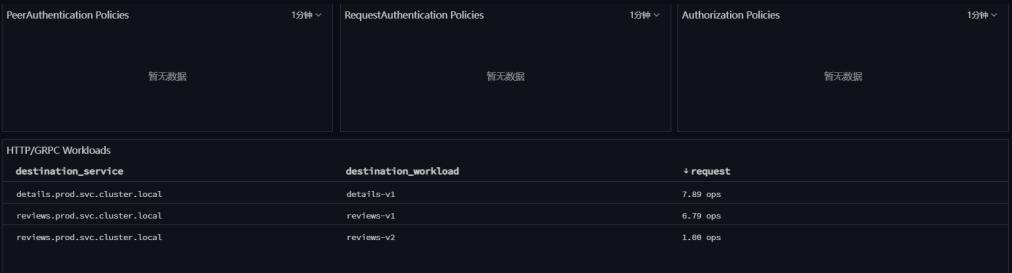 PeerAuthentication Policies 1分钟 RequestAuthentication Policies 1分钟 Authorization Policies 1分钟
暂无数据 暂无数据 暂无数据
HTTP/GRPC Workloads
destination_service destination_workload ↓request
details.prod.svc.cluster.local details-v1 7.89 ops
reviews.prod.svc.cluster.local reviews-v1 6.79 ops
reviews.prod.svc.cluster.local reviews-v2 1.00 ops